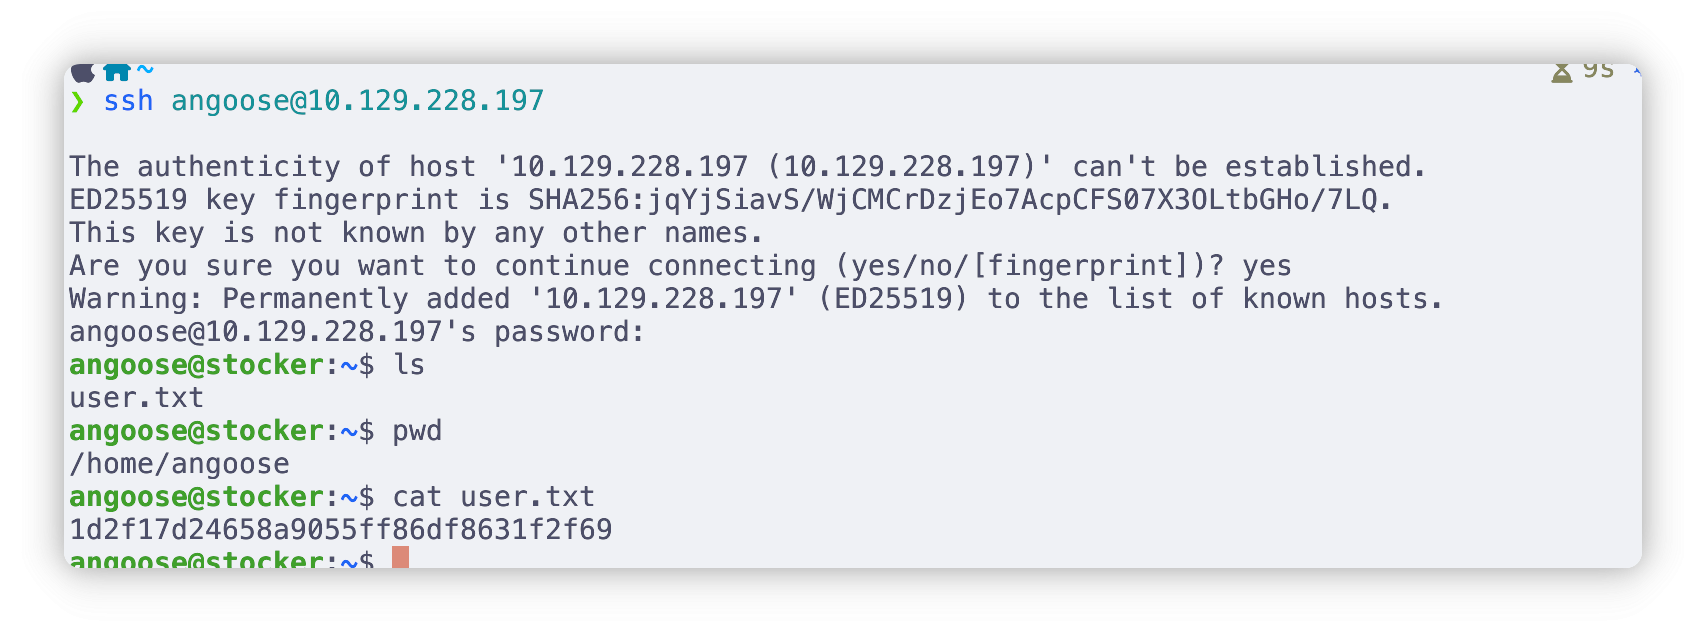 ~ 9s
❯ ssh angoose@10.129.228.197
The authenticity of host '10.129.228.197 (10.129.228.197)' can't be established.
ED25519 key fingerprint is SHA256:jqYjSiavS/WjCMCrDzjEo7AcpCFS07X3OLtbGHo/7LQ.
This key is not known by any other names.
Are you sure you want to continue connecting (yes/no/[fingerprint])? yes
Warning: Permanently added '10.129.228.197' (ED25519) to the list of known hosts.
angoose@10.129.228.197's password:
angoose@stocker:~$ ls
user.txt
angoose@stocker:~$ pwd
/home/angoose
angoose@stocker:~$ cat user.txt
1d2f17d24658a9055ff86df8631f2f69
angoose@stocker:~$